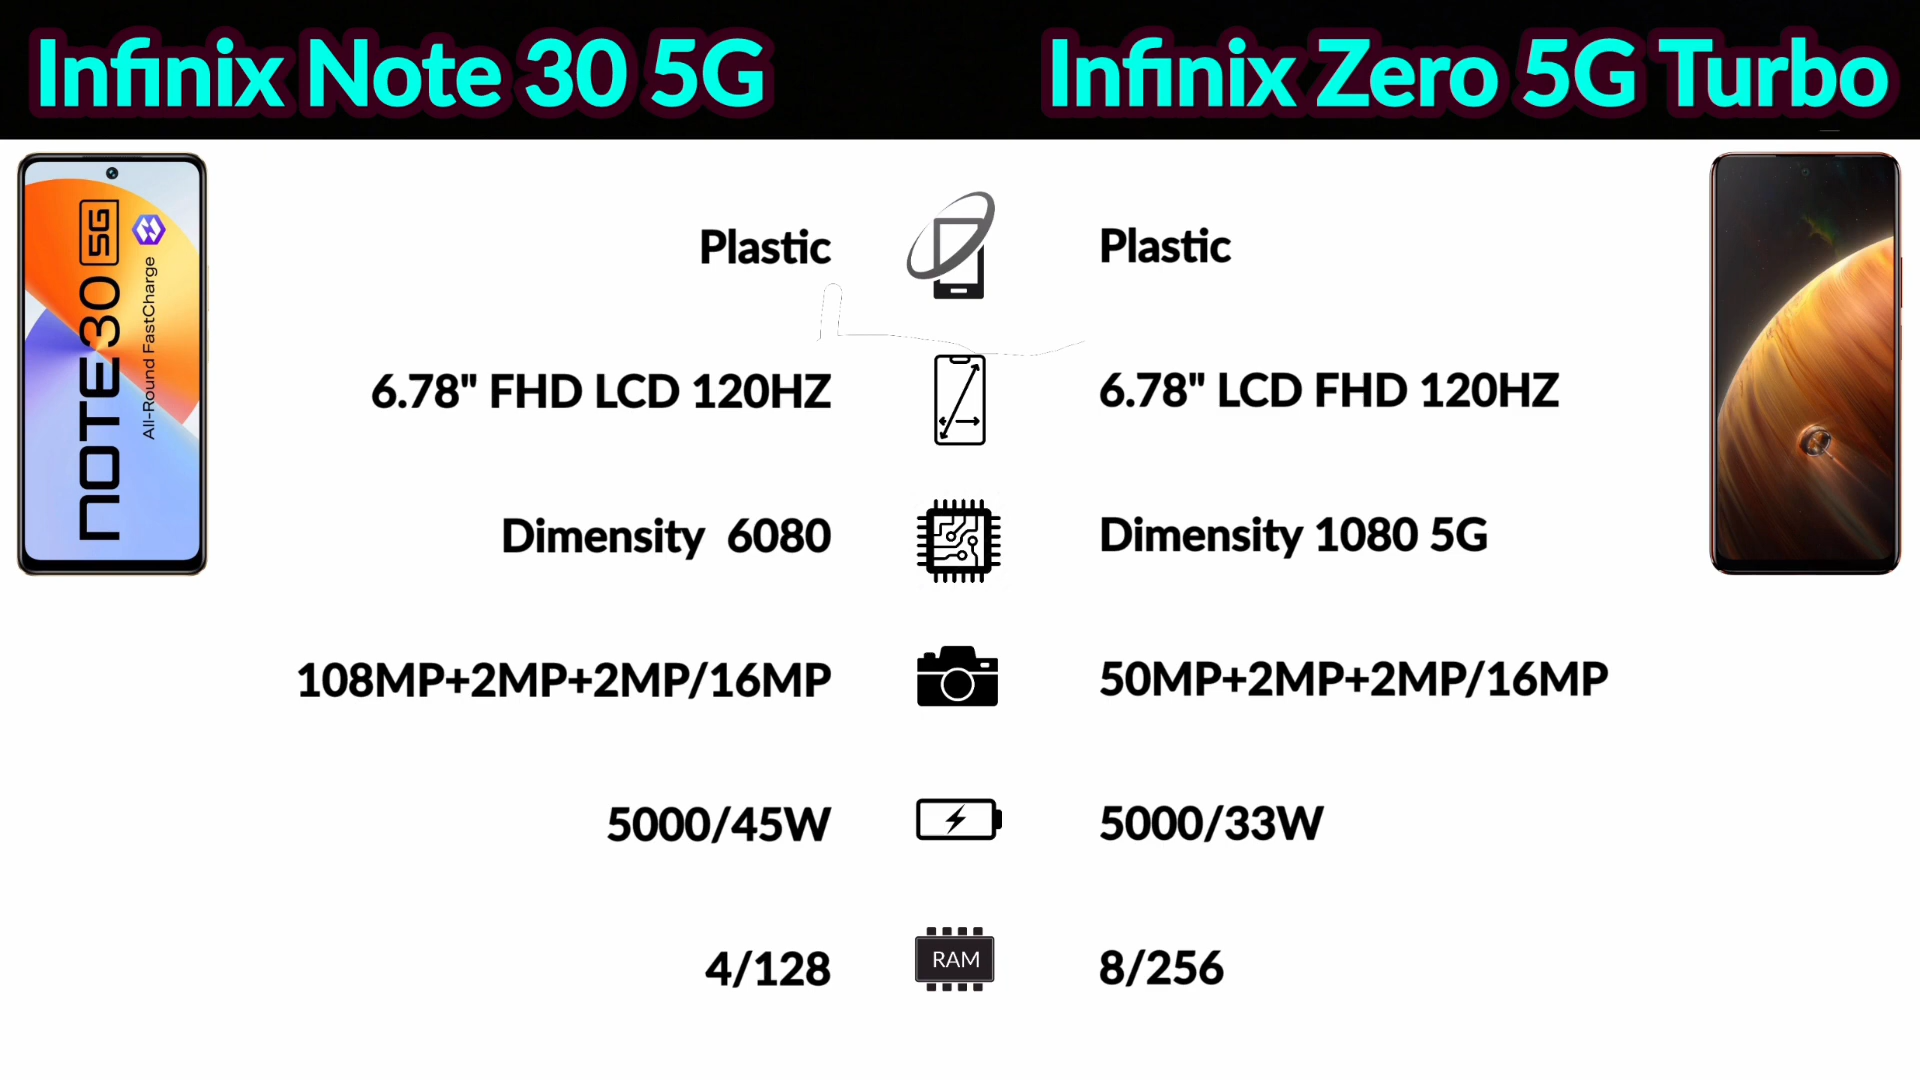 Infinix Note 30 5G
Infinix Zero 5G Turbo
NOTE30 5G
All-Round FastCharge
Plastic
Plastic
6.78" FHD LCD 120HZ
6.78" LCD FHD 120HZ
Dimensity 6080
Dimensity 1080 5G
108MP+2MP+2MP/16MP
50MP+2MP+2MP/16MP
5000/45W
5000/33W
4/128
RAM
8/256